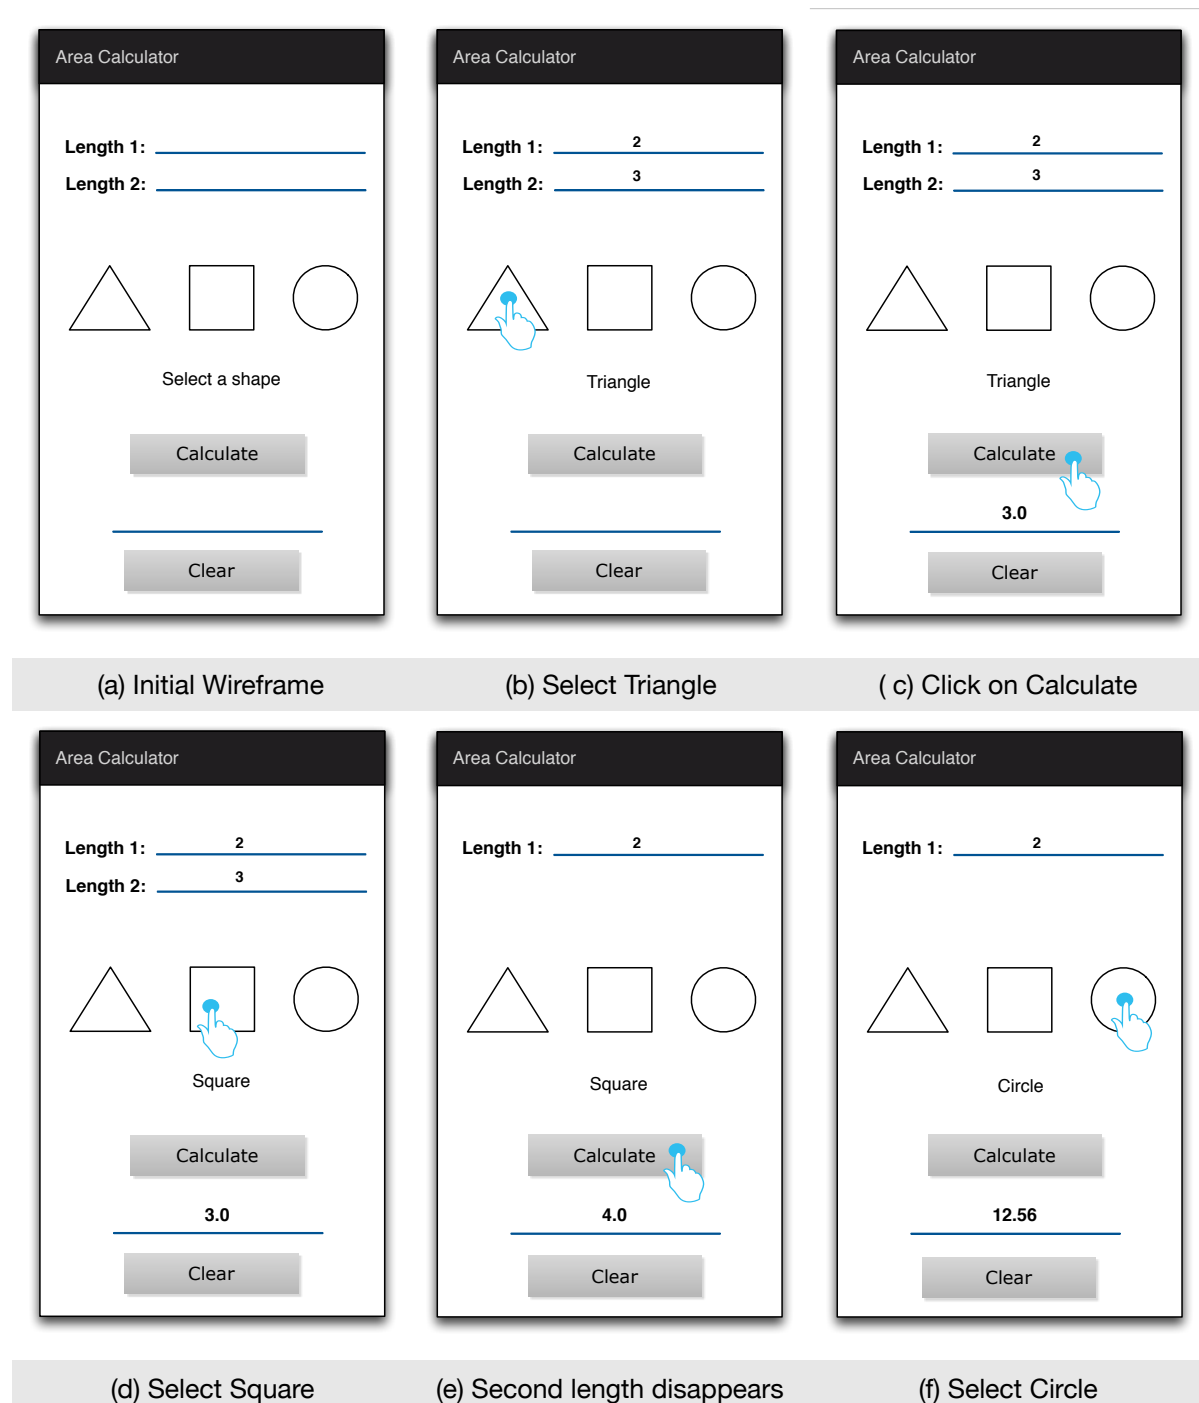 Area Calculator
Length 1:
Length 2:
Select a shape
Calculate
Clear
(a) Initial Wireframe
Area Calculator
Length 1: 2
Length 2: 3
Triangle
Calculate
Clear
(b) Select Triangle
Area Calculator
Length 1: 2
Length 2: 3
Triangle
Calculate
3.0
Clear
( c) Click on Calculate
Area Calculator
Length 1: 2
Length 2: 3
Square
Calculate
3.0
Clear
(d) Select Square
Area Calculator
Length 1: 2
Square
Calculate
4.0
Clear
(e) Second length disappears
Area Calculator
Length 1: 2
Circle
Calculate
12.56
Clear
(f) Select Circle